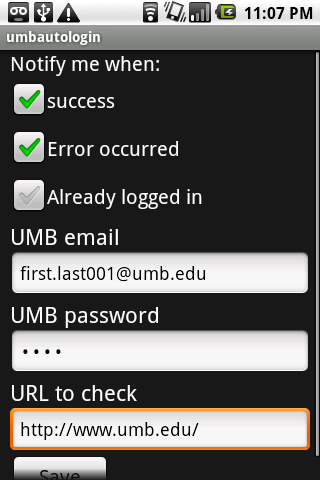 11:07 PM
umbautologin
Notify me when:
success
Error occurred
Already logged in
UMB email
first.last001@umb.edu
UMB password
••••
URL to check
http://www.umb.edu/
Save